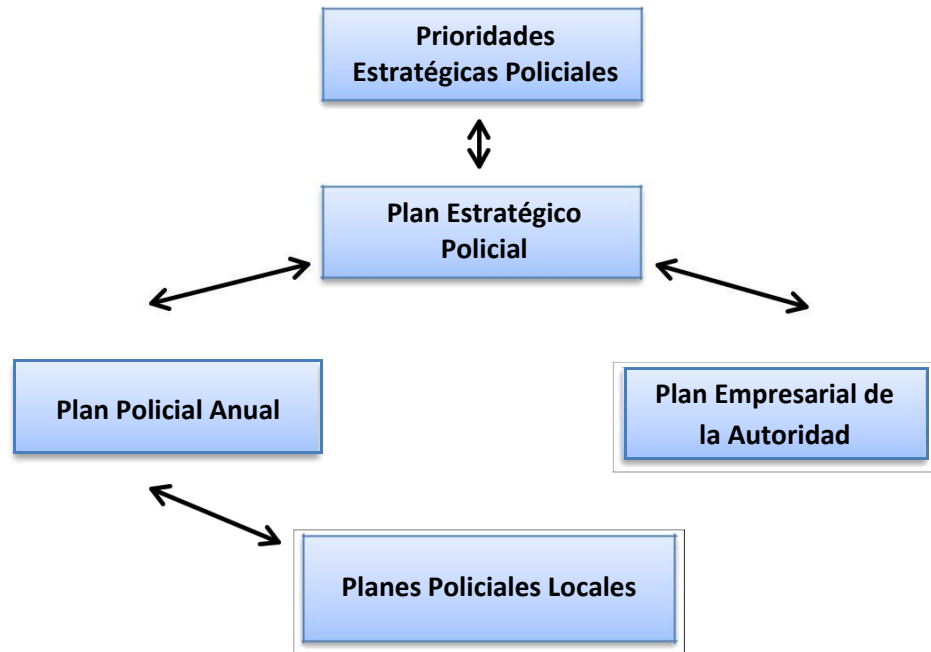 Prioridades
Estratégicas Policiales
Plan Estratégico
Policial
Plan Policial Anual
Plan Empresarial de
la Autoridad
Planes Policiales Locales